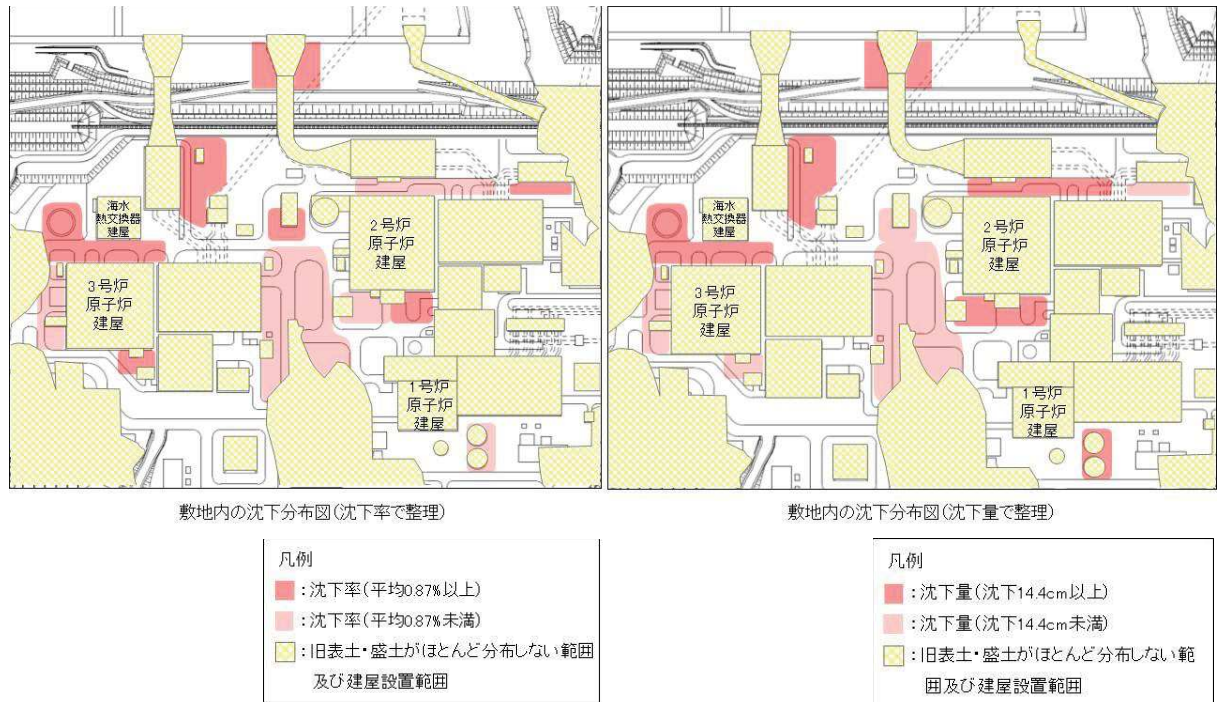 海水
熱交換器
建屋
2号炉
原子炉
建屋
3号炉
原子炉
建屋
1号炉
原子炉
建屋
敷地内の沈下分布図(沈下率で整理)
凡例
:沈下率(平均0.87%以上)
:沈下率(平均0.87%未満)
:旧表土・盛土がほとんど分布しない範囲
及び建屋設置範囲
海水
熱交換器
建屋
2号炉
原子炉
建屋
3号炉
原子炉
建屋
1号炉
原子炉
建屋
敷地内の沈下分布図(沈下量で整理)
凡例
:沈下量(沈下14.4cm以上)
:沈下量(沈下14.4cm未満)
:旧表土・盛土がほとんど分布しない範
囲及び建屋設置範囲